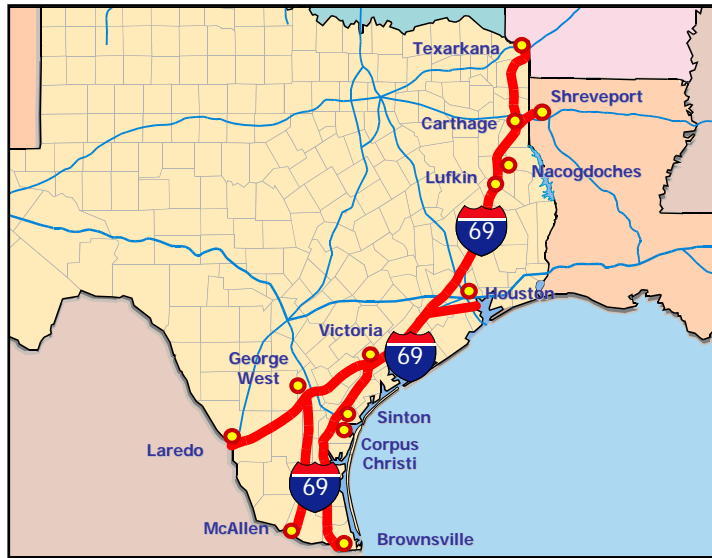 Texarkana
Shreveport
Carthage
Nacogdoches
Lufkin
69
Houston
Victoria
69
George
West
Sinton
Laredo
Corpus
Christi
69
McAllen
Brownsville